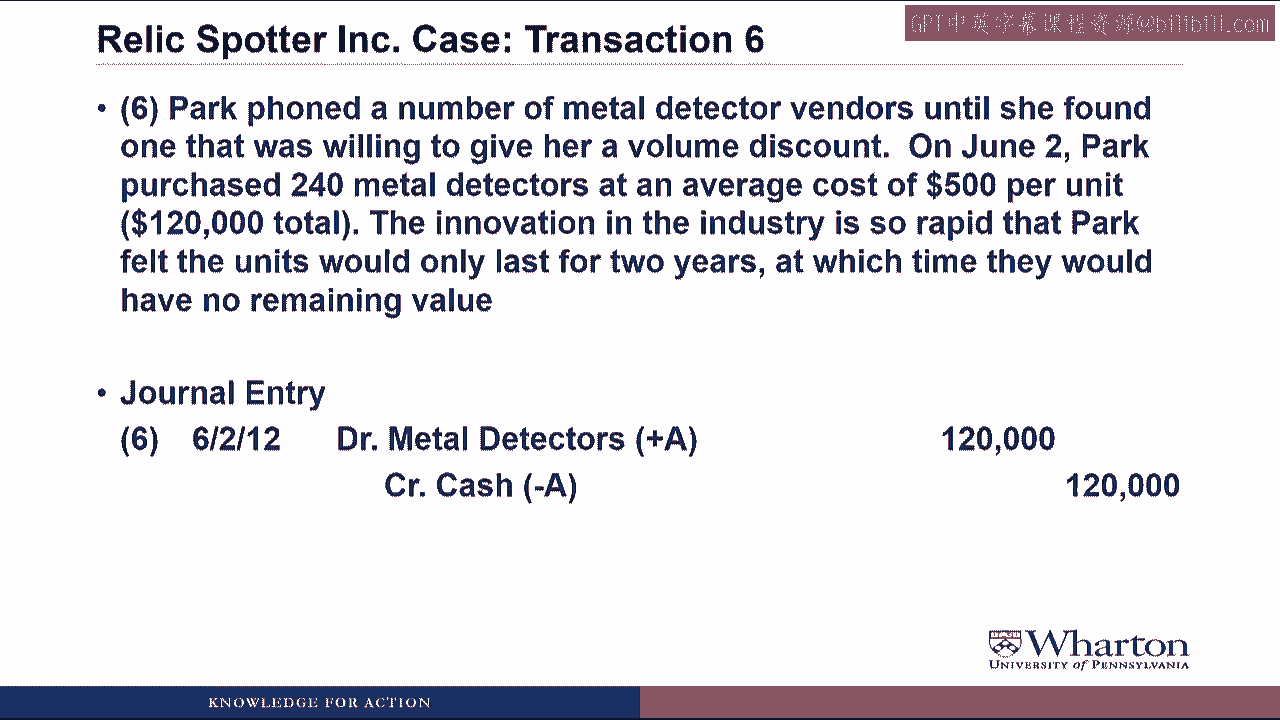 Relic Spotter Inc. Case: Transaction 6
GPT中英字幕课程资源@bilibili.com
• (6) Park phoned a number of metal detector vendors until she found
one that was willing to give her a volume discount. On June 2, Park
purchased 240 metal detectors at an average cost of $500 per unit
($120,000 total). The innovation in the industry is so rapid that Park
felt the units would only last for two years, at which time they would
have no remaining value
• Journal Entry
(6) 6/2/12 Dr. Metal Detectors (+A) 120,000
Cr. Cash (-A) 120,000
Wharton
UNIVERSITY of PENNSYLVANIA
KNOWLEDGE FOR ACTION